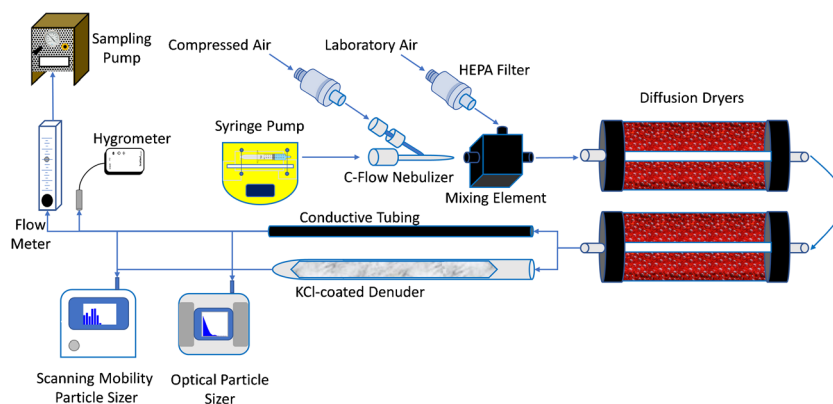 Sampling
Pump
Compressed Air
Laboratory Air
HEPA Filter
Diffusion Dryers
Hygrometer
Syringe Pump
C-Flow Nebulizer
Mixing Element
Flow
Meter
Conductive Tubing
KCl-coated Denuder
Scanning Mobility
Particle Sizer
Optical Particle
Sizer